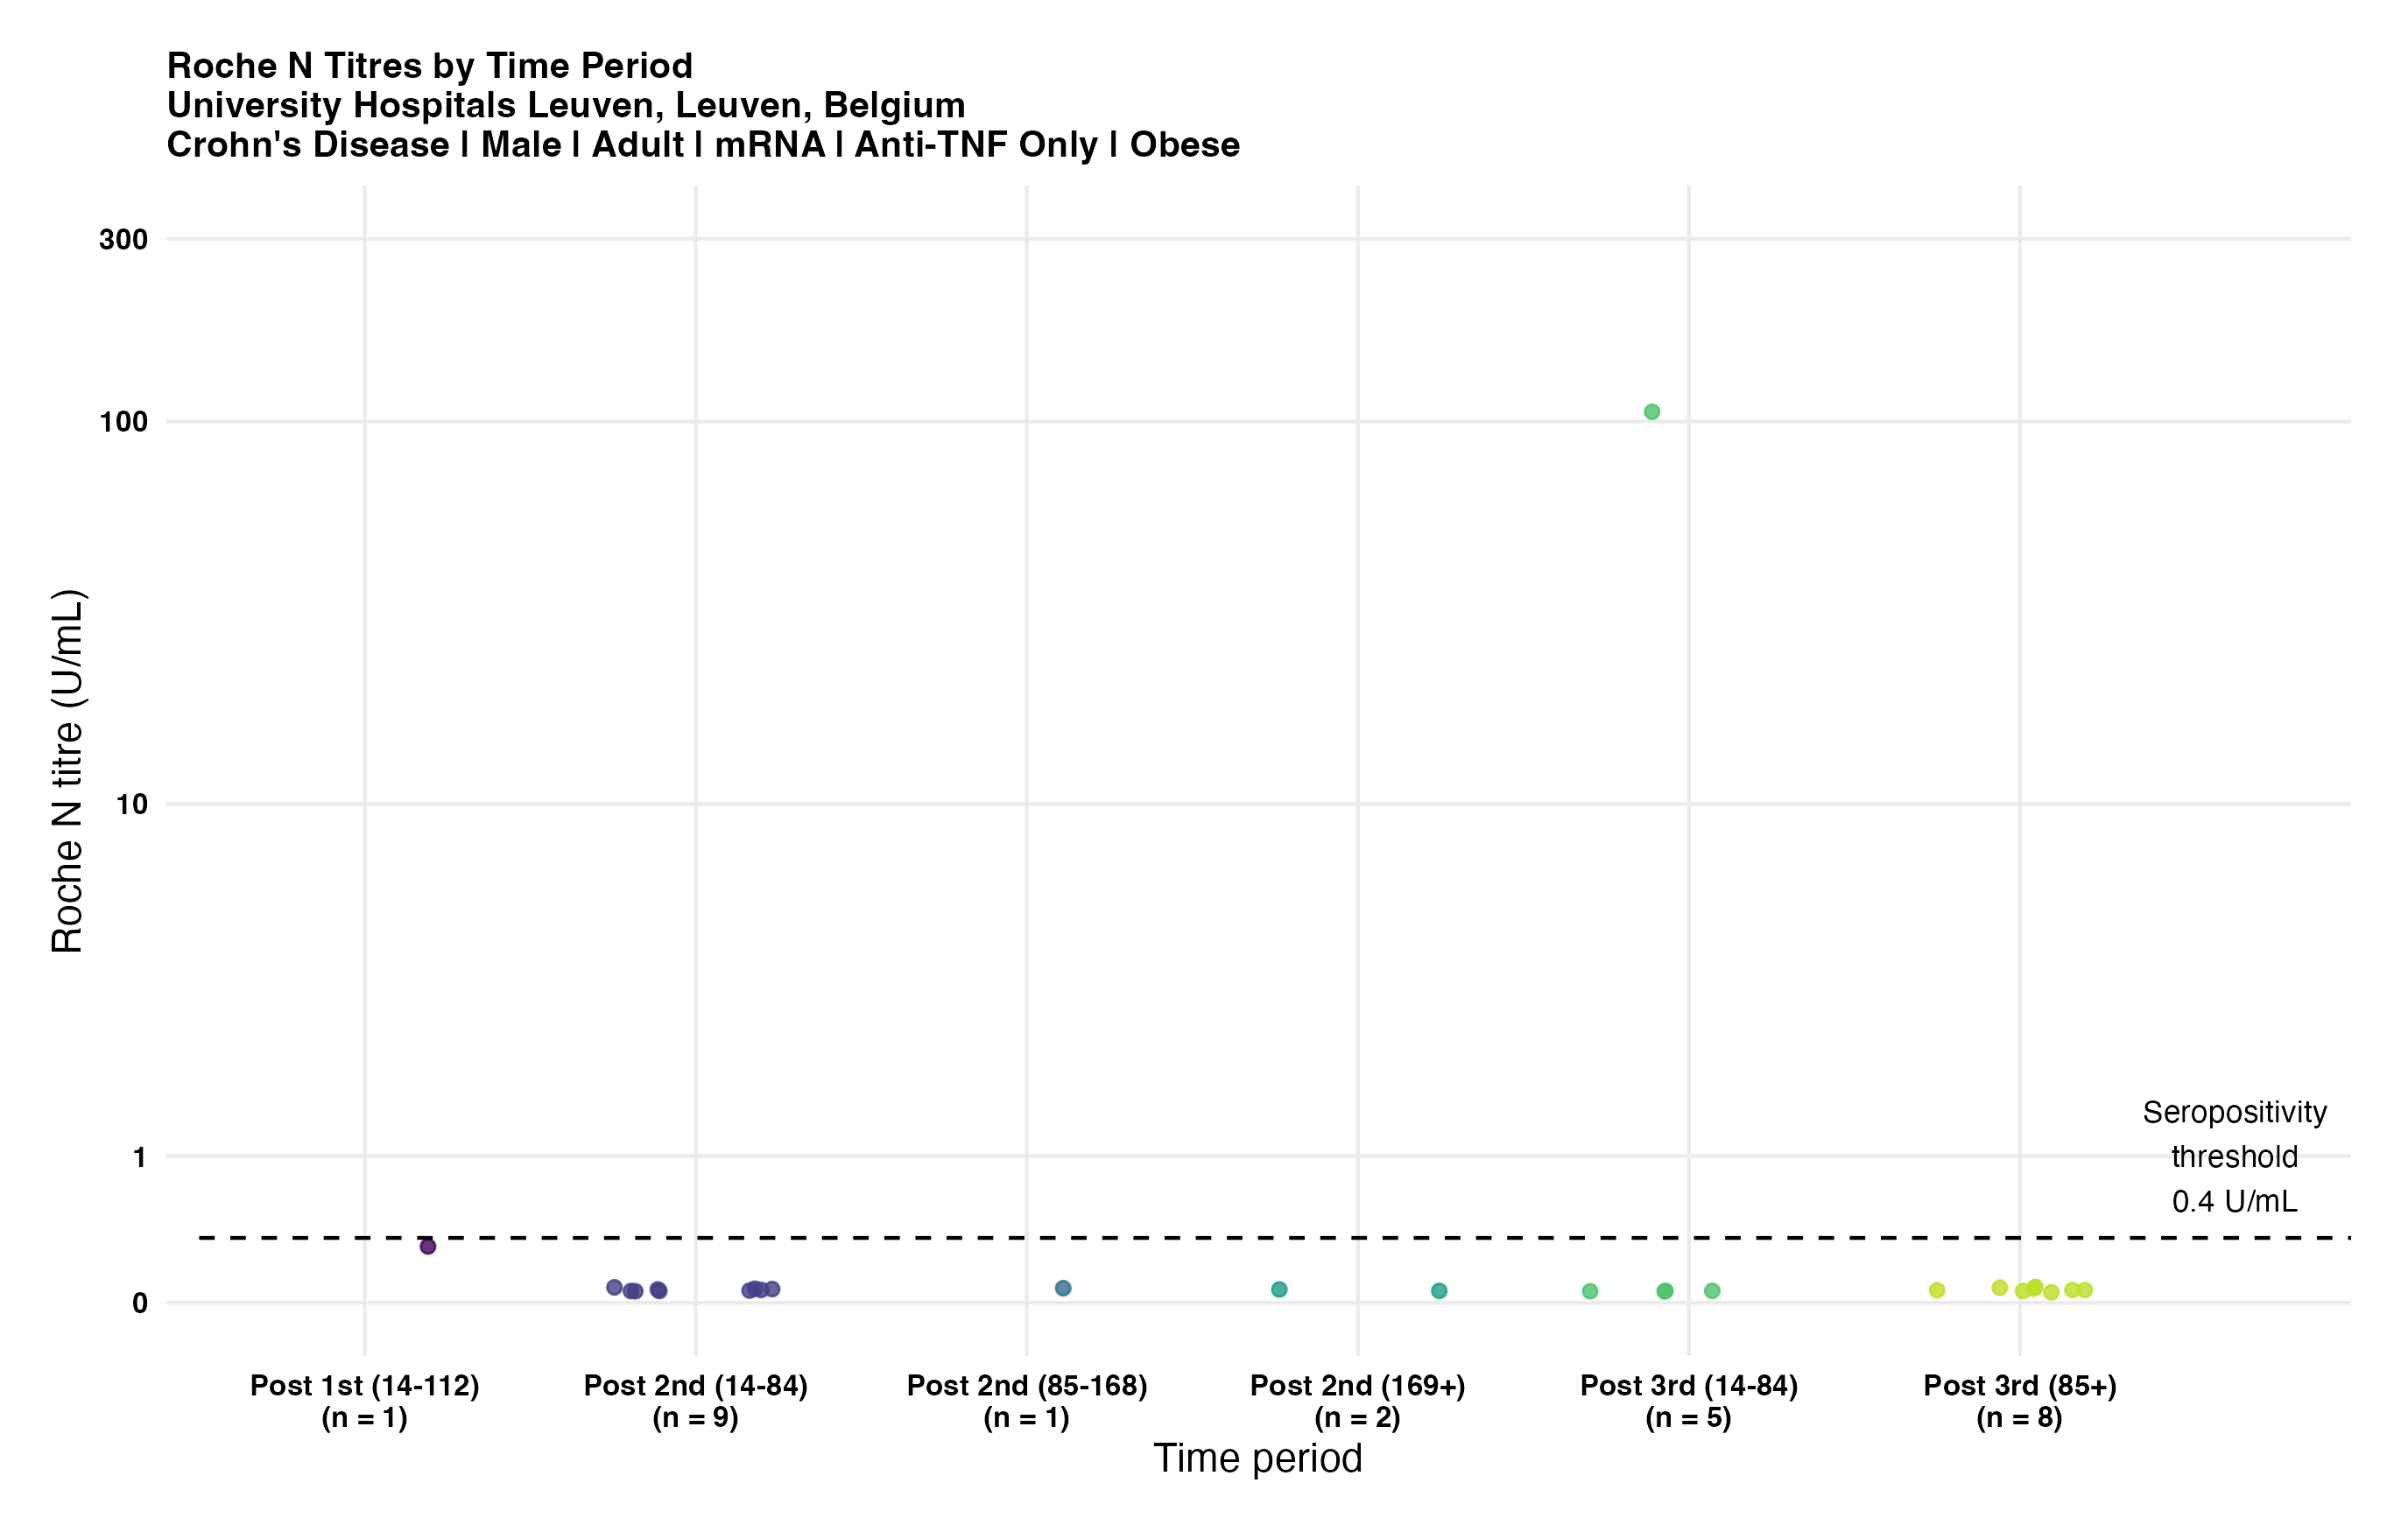 Roche N Titres by Time Period
University Hospitals Leuven, Leuven, Belgium
Crohn's Disease | Male | Adult | mRNA | Anti-TNF Only | Obese
Roche N titre (U/mL)
300
100
10
1
0
Seropositivity
threshold
0.4 U/mL
Post 1st (14-112)
(n = 1)
Post 2nd (14-84)
(n = 9)
Post 2nd (85-168)
(n = 1)
Post 2nd (169+)
(n = 2)
Post 3rd (14-84)
(n = 5)
Post 3rd (85+)
(n = 8)
Time period